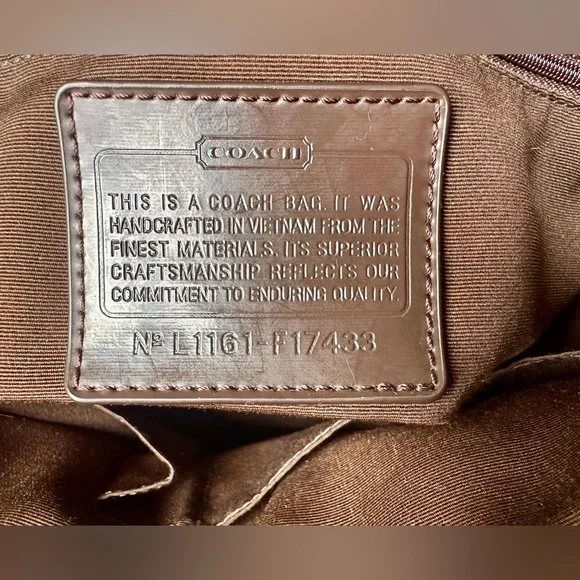 COACH
THIS IS A COACH BAG. IT WAS
HANDCRAFTED IN VIETNAM FROM THE
FINEST MATERIALS. ITS SUPERIOR
CRAFTSMANSHIP REFLECTS OUR
COMMITMENT TO ENDURING QUALITY.
Nº L1161-F17433